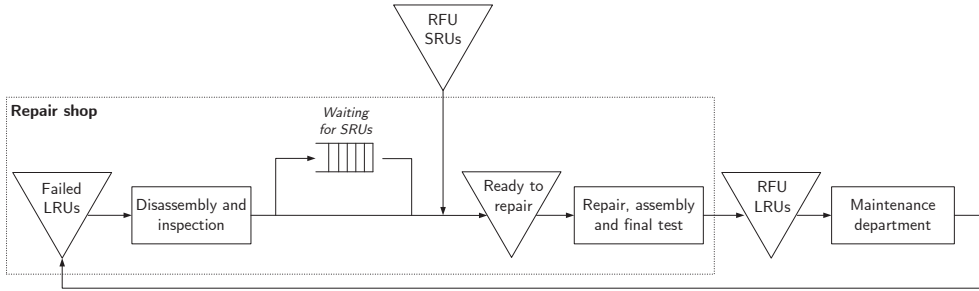 RFU
SRUs
Repair shop
Waiting
for SRUs
Failed
LRUs
Disassembly and
inspection
Ready to
repair
Repair, assembly
and final test
RFU
LRUs
Maintenance
department